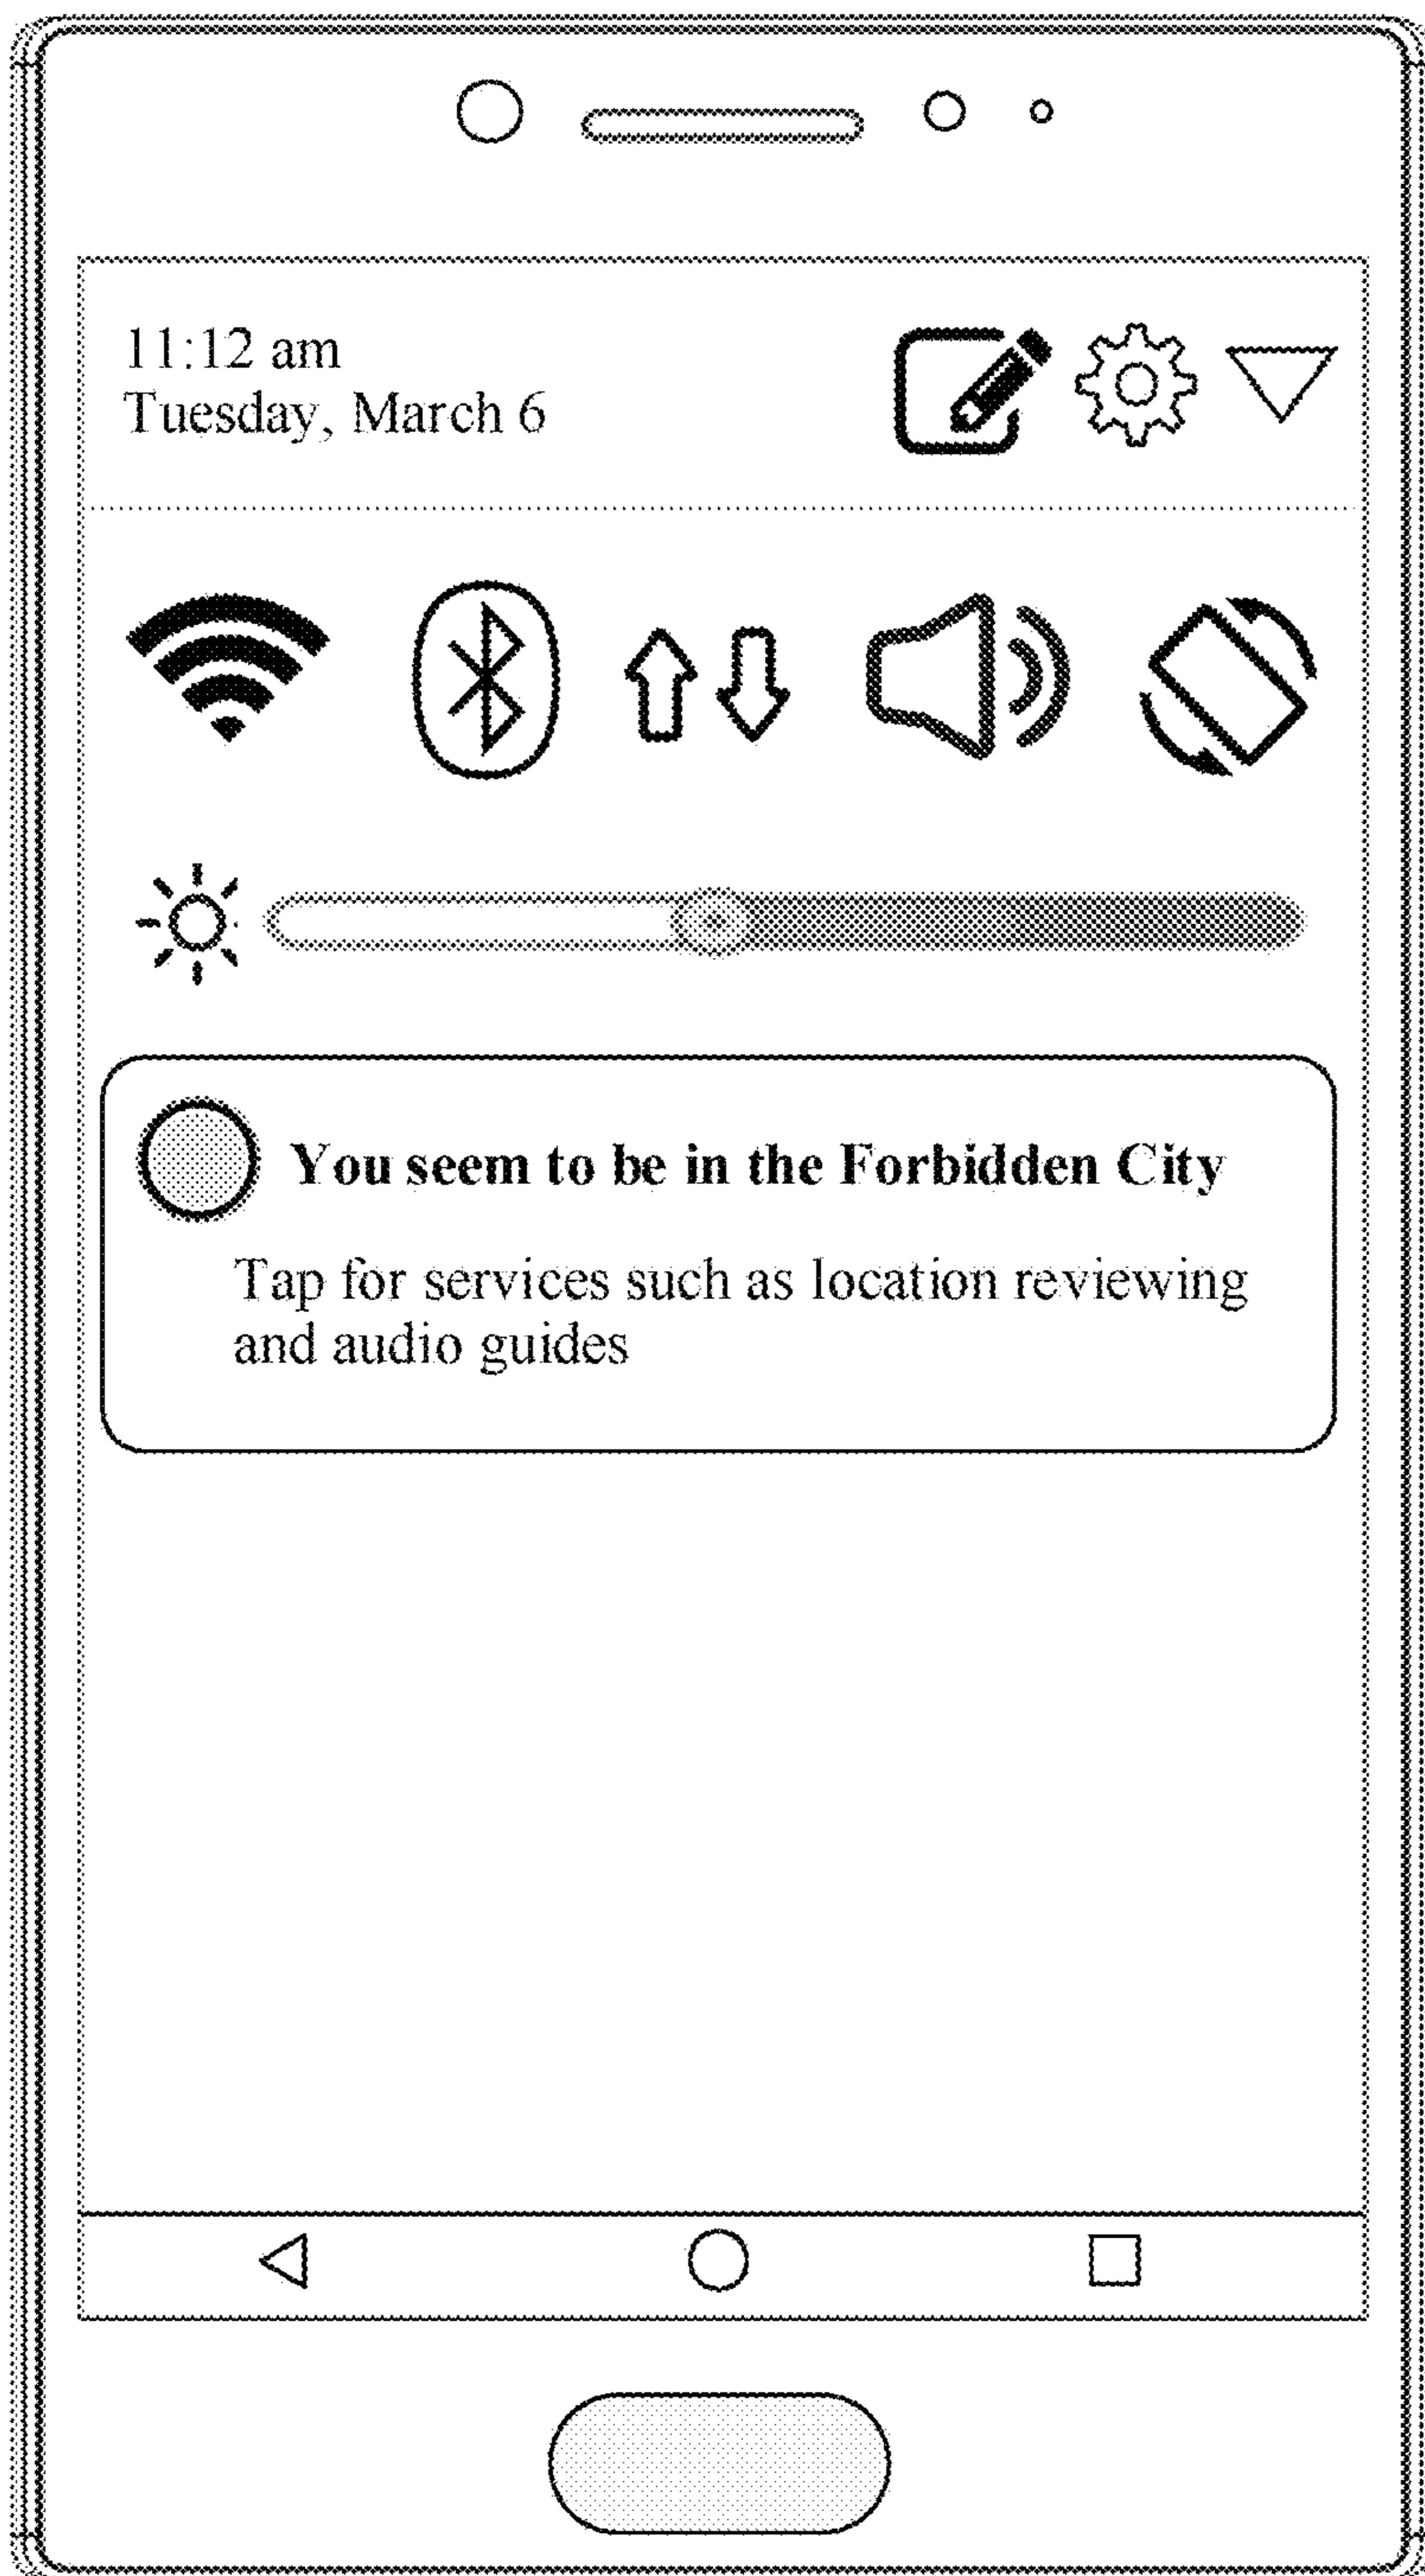 11:12 am
Tuesday, March 6
You seem to be in the Forbidden City
Tap for services such as location reviewing
and audio guides